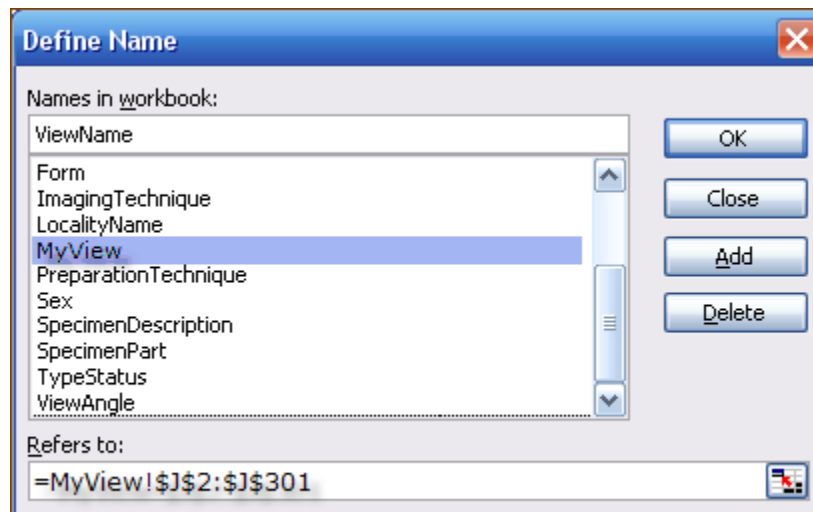 Define Name
Names in workbook:
ViewName
OK
Form
ImagingTechnique
LocalityName
MyView
PreparationTechnique
Sex
SpecimenDescription
SpecimenPart
TypeStatus
ViewAngle
Close
Add
Delete
Refers to:
=MyView!$J$2:$J$301